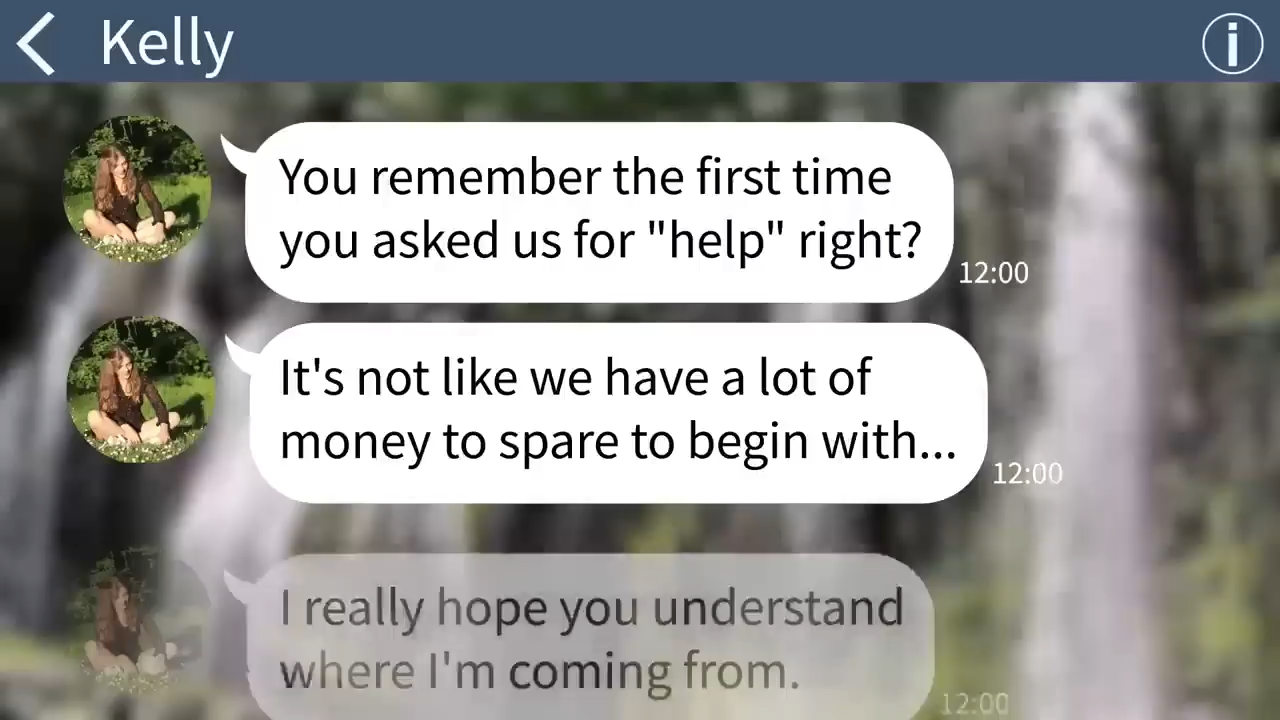 Kelly
You remember the first time
you asked us for "help" right?
12:00
It's not like we have a lot of
money to spare to begin with...
12:00
I really hope you understand
where I'm coming from.
12:00